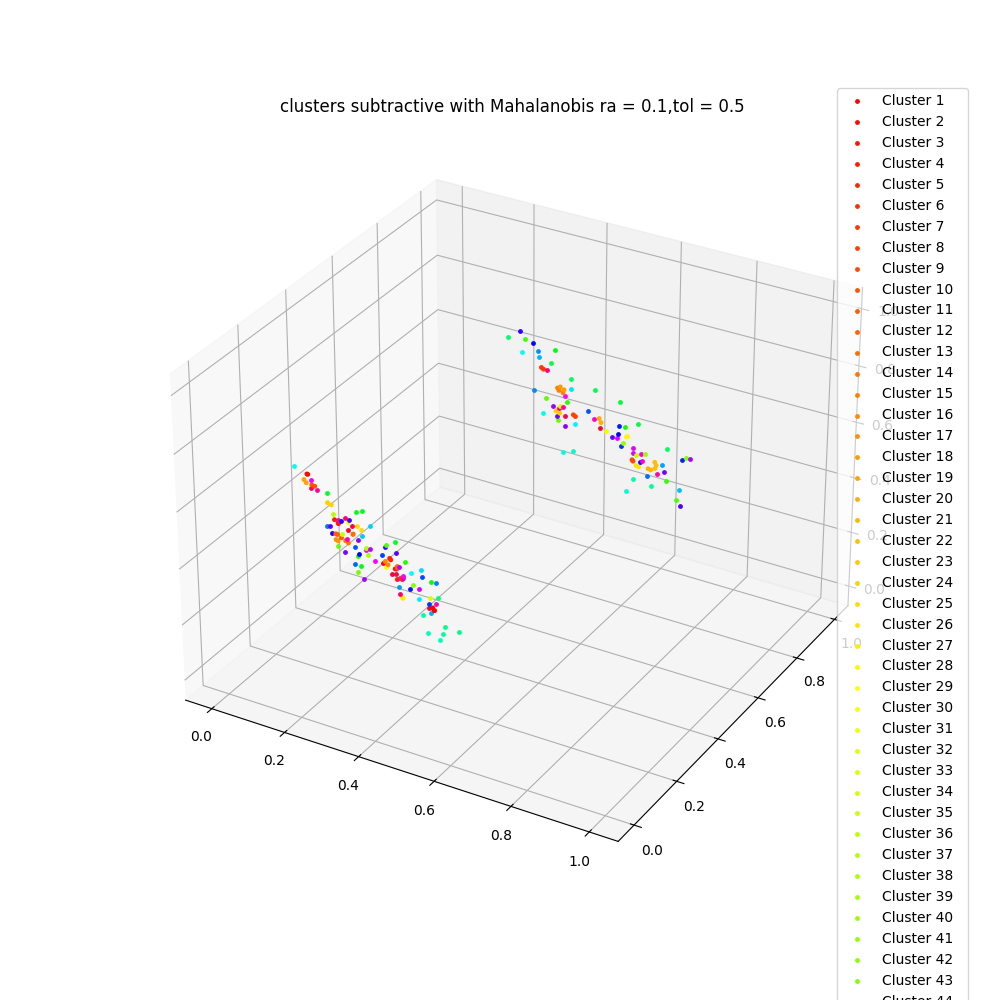 clusters subtractive with Mahalanobis ra = 0.1,tol = 0.5
Cluster 1
Cluster 2
Cluster 3
Cluster 4
Cluster 5
Cluster 6
Cluster 7
Cluster 8
Cluster 9
Cluster 10
Cluster 11
Cluster 12
Cluster 13
Cluster 14
Cluster 15
Cluster 16
Cluster 17
Cluster 18
Cluster 19
Cluster 20
Cluster 21
Cluster 22
Cluster 23
Cluster 24
Cluster 25
Cluster 26
Cluster 27
Cluster 28
Cluster 29
Cluster 30
Cluster 31
Cluster 32
Cluster 33
Cluster 34
Cluster 35
Cluster 36
Cluster 37
Cluster 38
Cluster 39
Cluster 40
Cluster 41
Cluster 42
Cluster 43
Cluster 44
0.0
0.2
0.4
0.6
0.8
1.0
0.0
0.2
0.4
0.6
0.8
1.0
0.0
0.6